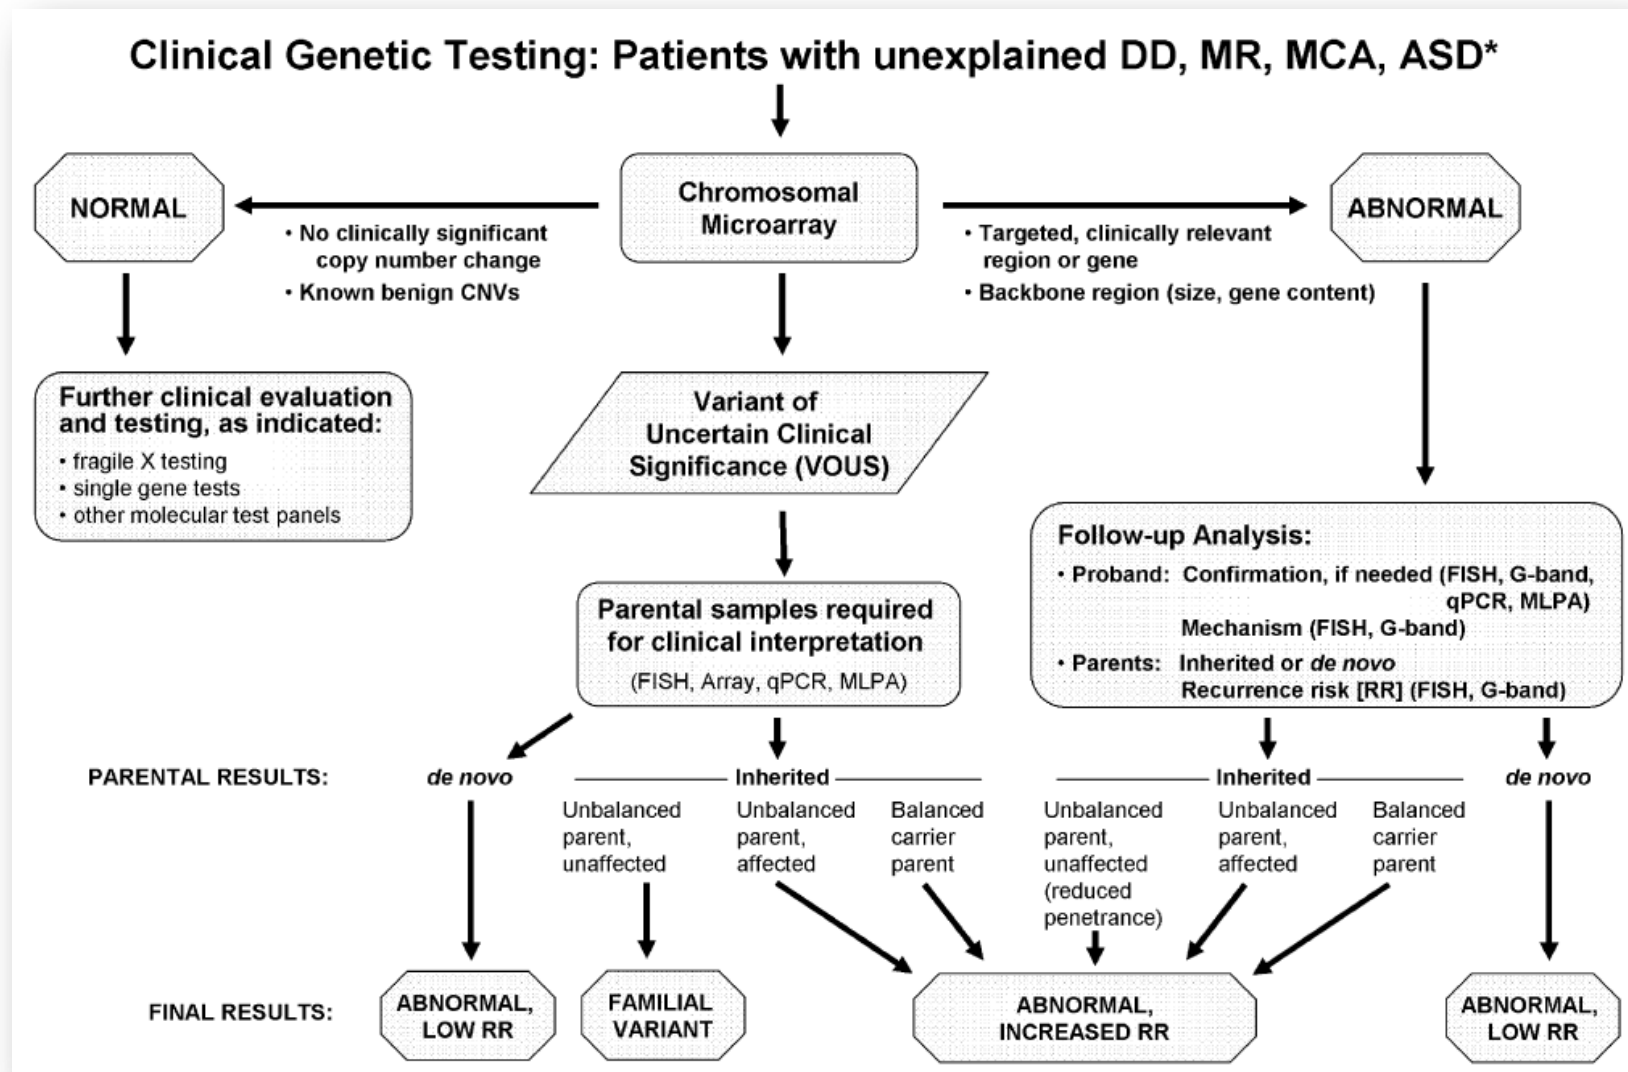 Clinical Genetic Testing: Patients with unexplained DD, MR, MCA, ASD*
NORMAL
Chromosomal
Microarray
ABNORMAL
• No clinically significant
copy number change
• Known benign CNVs
• Targeted, clinically relevant
region or gene
• Backbone region (size, gene content)
Further clinical evaluation
and testing, as indicated:
• fragile X testing
• single gene tests
• other molecular test panels
Variant of
Uncertain Clinical
Significance (VOUS)
Parental samples required
for clinical interpretation
(FISH, Array, qPCR, MLPA)
Follow-up Analysis:
• Proband: Confirmation, if needed (FISH, G-band,
qPCR, MLPA)
Mechanism (FISH, G-band)
• Parents: Inherited or de novo
Recurrence risk [RR] (FISH, G-band)
PARENTAL RESULTS:
de novo
Inherited
Unbalanced
parent,
unaffected
Unbalanced
parent,
affected
Balanced
carrier
parent
Inherited
Unbalanced
parent,
unaffected
(reduced
penetrance)
Unbalanced
parent,
affected
Balanced
carrier
parent
de novo
FINAL RESULTS:
ABNORMAL,
LOW RR
FAMILIAL
VARIANT
ABNORMAL,
INCREASED RR
ABNORMAL,
LOW RR